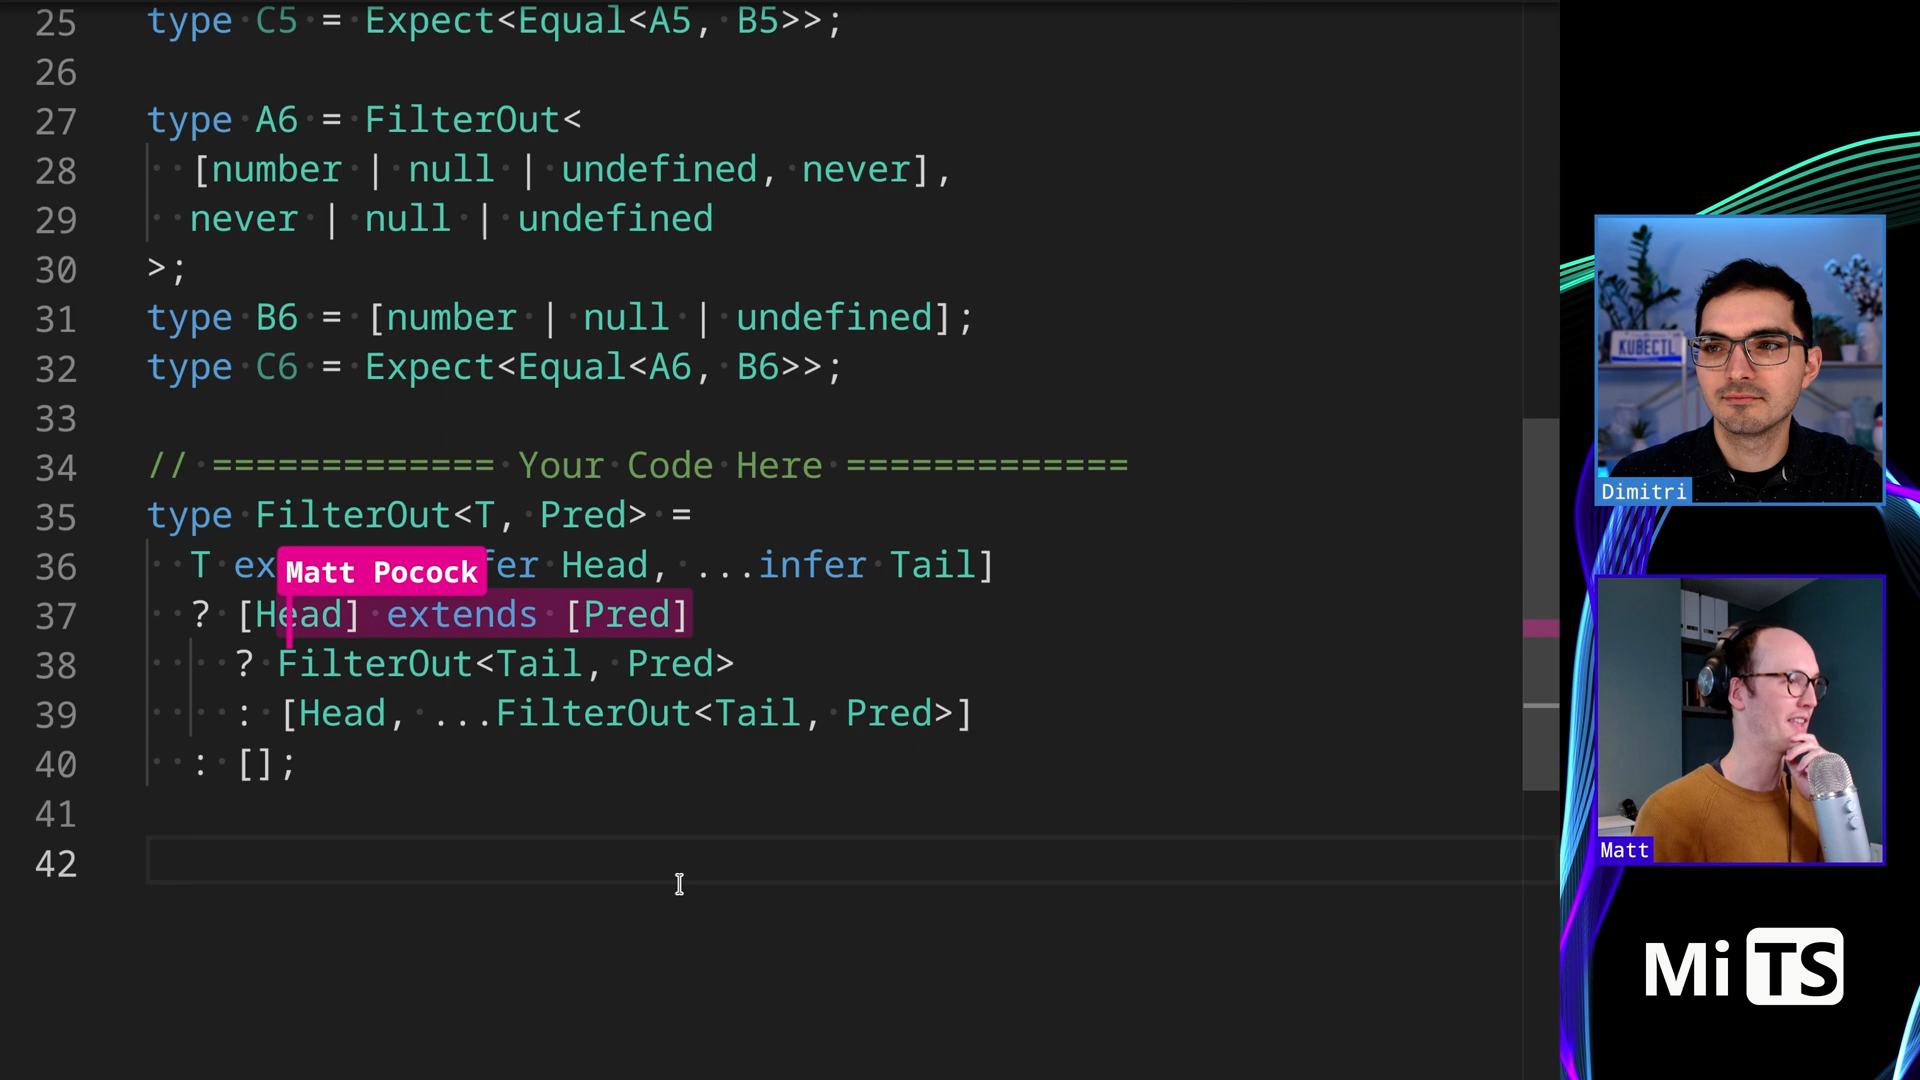 25 type C5 = Expect<Equal<A5, B5>>;
26
27 type A6 = FilterOut<
28 [number | null | undefined, never],
29 never | null | undefined
30 >;
31 type B6 = [number | null | undefined];
32 type C6 = Expect<Equal<A6, B6>>;
33
34 // ============= Your Code Here =============
35 type FilterOut<T, Pred> =
36 T ex fer Head, ...infer Tail]
Matt Pocock
37 ? [Head] extends [Pred]
38 ? FilterOut<Tail, Pred>
39 : [Head, ...FilterOut<Tail, Pred>]
40 : [];
41
42
KUBECTL
Dimitri
Matt
Mi TS